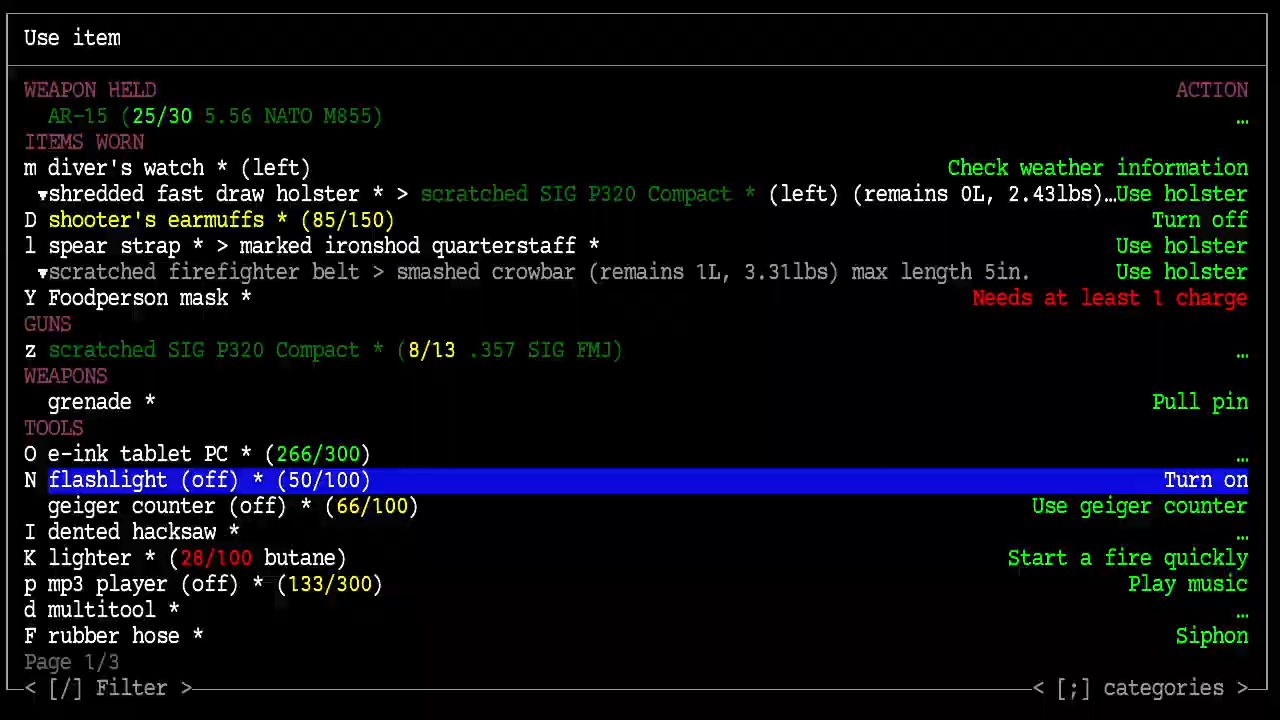 Use item
WEAPON HELD ACTION
AR-15 (25/30 5.56 NATO M855) …
ITEMS WORN
m diver's watch * (left) Check weather information
▼shredded fast draw holster * > scratched SIG P320 Compact * (left) (remains 0L, 2.43lbs)…Use holster
D shooter's earmuffs * (85/150) Turn off
l spear strap * > marked ironshod quarterstaff * Use holster
▼scratched firefighter belt > smashed crowbar (remains 1L, 3.31lbs) max length 5in. Use holster
Y Foodperson mask * Needs at least 1 charge
GUNS
z scratched SIG P320 Compact * (8/13 .357 SIG FMJ) …
WEAPONS
grenade * Pull pin
TOOLS
O e-ink tablet PC * (266/300) …
N flashlight (off) * (50/100) Turn on
geiger counter (off) * (66/100) Use geiger counter
I dented hacksaw * …
K lighter * (28/100 butane) Start a fire quickly
p mp3 player (off) * (133/300) Play music
d multitool * …
F rubber hose * Siphon
Page 1/3
< [/] Filter > < [;] categories >